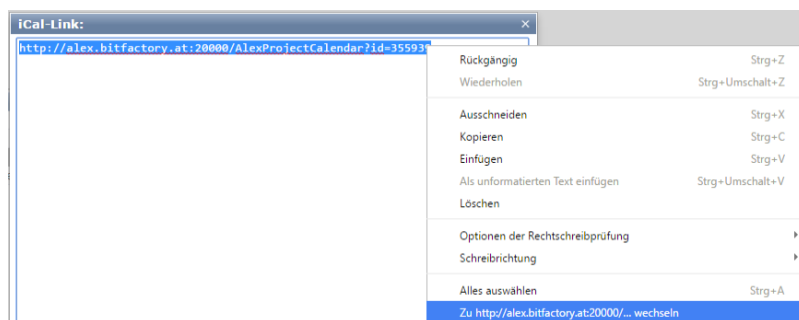 iCal-Link: ×
http://alex.bitfactory.at:20000/AlexProjectCalendar?id=355939
Rückgängig Strg+Z
Wiederholen Strg+Umschalt+Z
Ausschneiden Strg+X
Kopieren Strg+C
Einfügen Strg+V
Als unformatierten Text einfügen Strg+Umschalt+V
Löschen
Optionen der Rechtschreibprüfung
Schreibrichtung
Alles auswählen Strg+A
Zu http://alex.bitfactory.at:20000/... wechseln